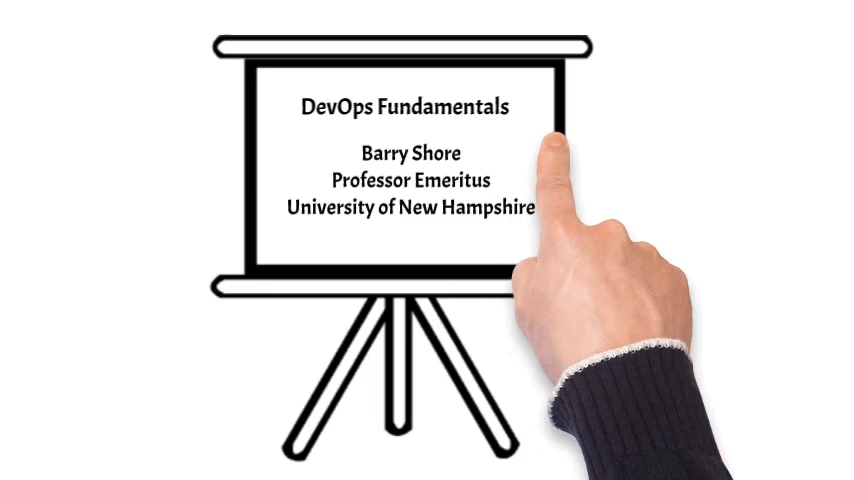 DevOps Fundamentals
Barry Shore
Professor Emeritus
University of New Hampshire